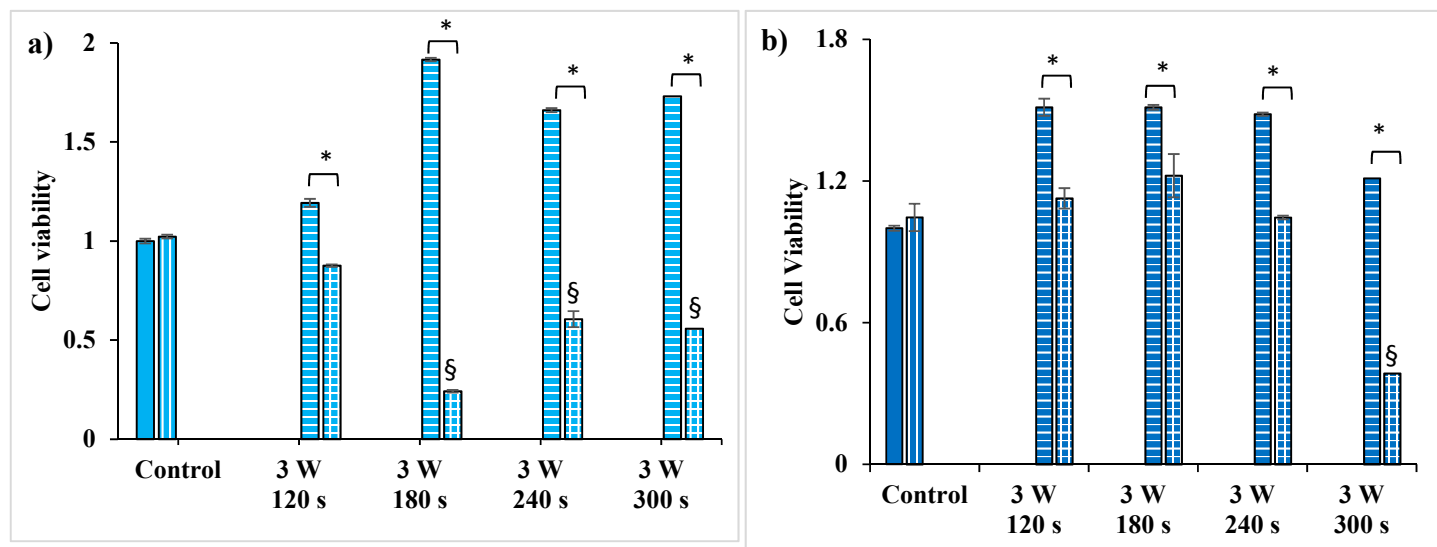 a)
Cell viability
2
1.5
1
0.5
0
*
*
*
*
§
§
§
Control
3 W
120 s
3 W
180 s
3 W
240 s
3 W
300 s
b)
Cell Viability
1.8
1.2
0.6
0
*
*
*
*
§
Control
3 W
120 s
3 W
180 s
3 W
240 s
3 W
300 s